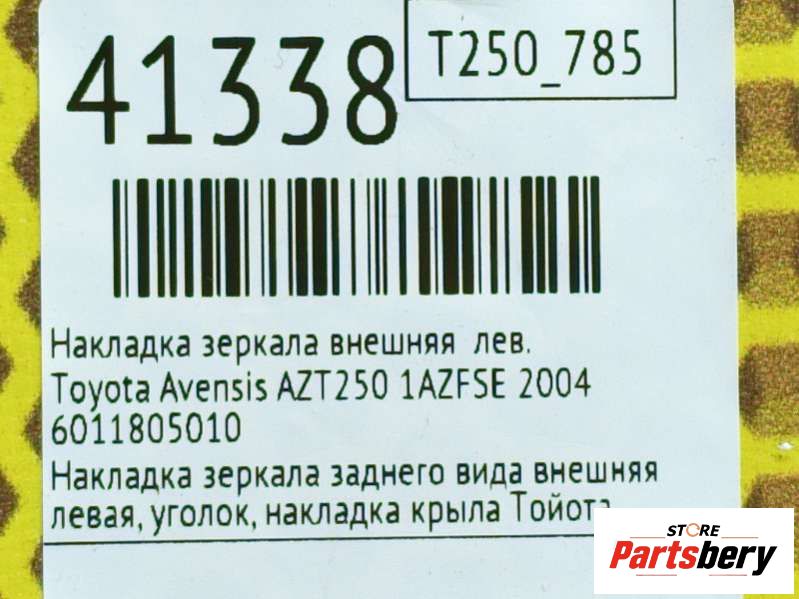 41338
T250_785
Накладка зеркала внешняя лев.
Toyota Avensis AZT250 1AZFSE 2004
6011805010
Накладка зеркала заднего вида внешняя
левая, уголок, накладка крыла Тойота
STORE
Partsbery